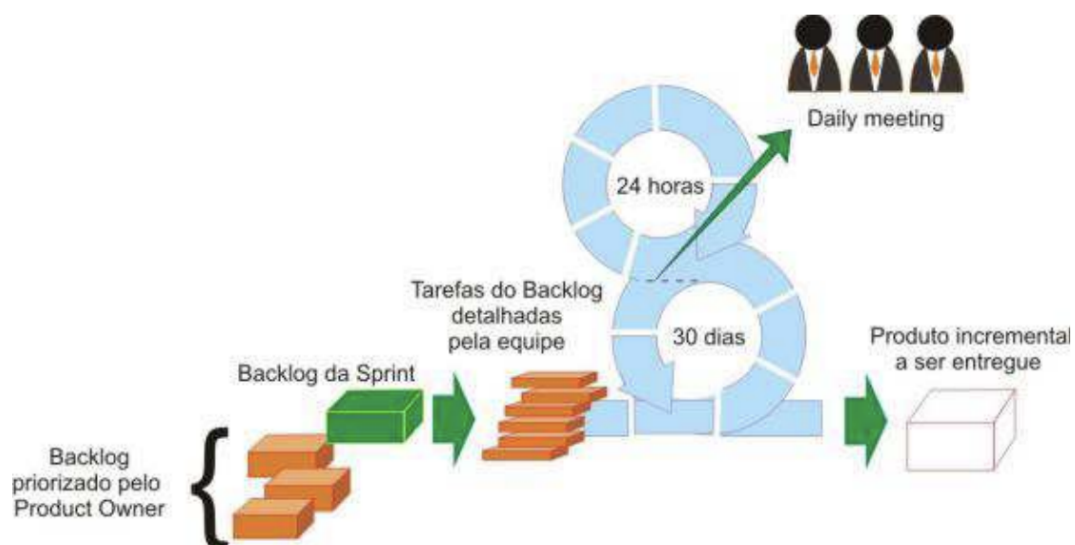 Daily meeting
24 horas
Tarefas do Backlog
detalhadas
pela equipe
30 dias
Produto incremental
a ser entregue
Backlog da Sprint
Backlog
priorizado pelo
Product Owner